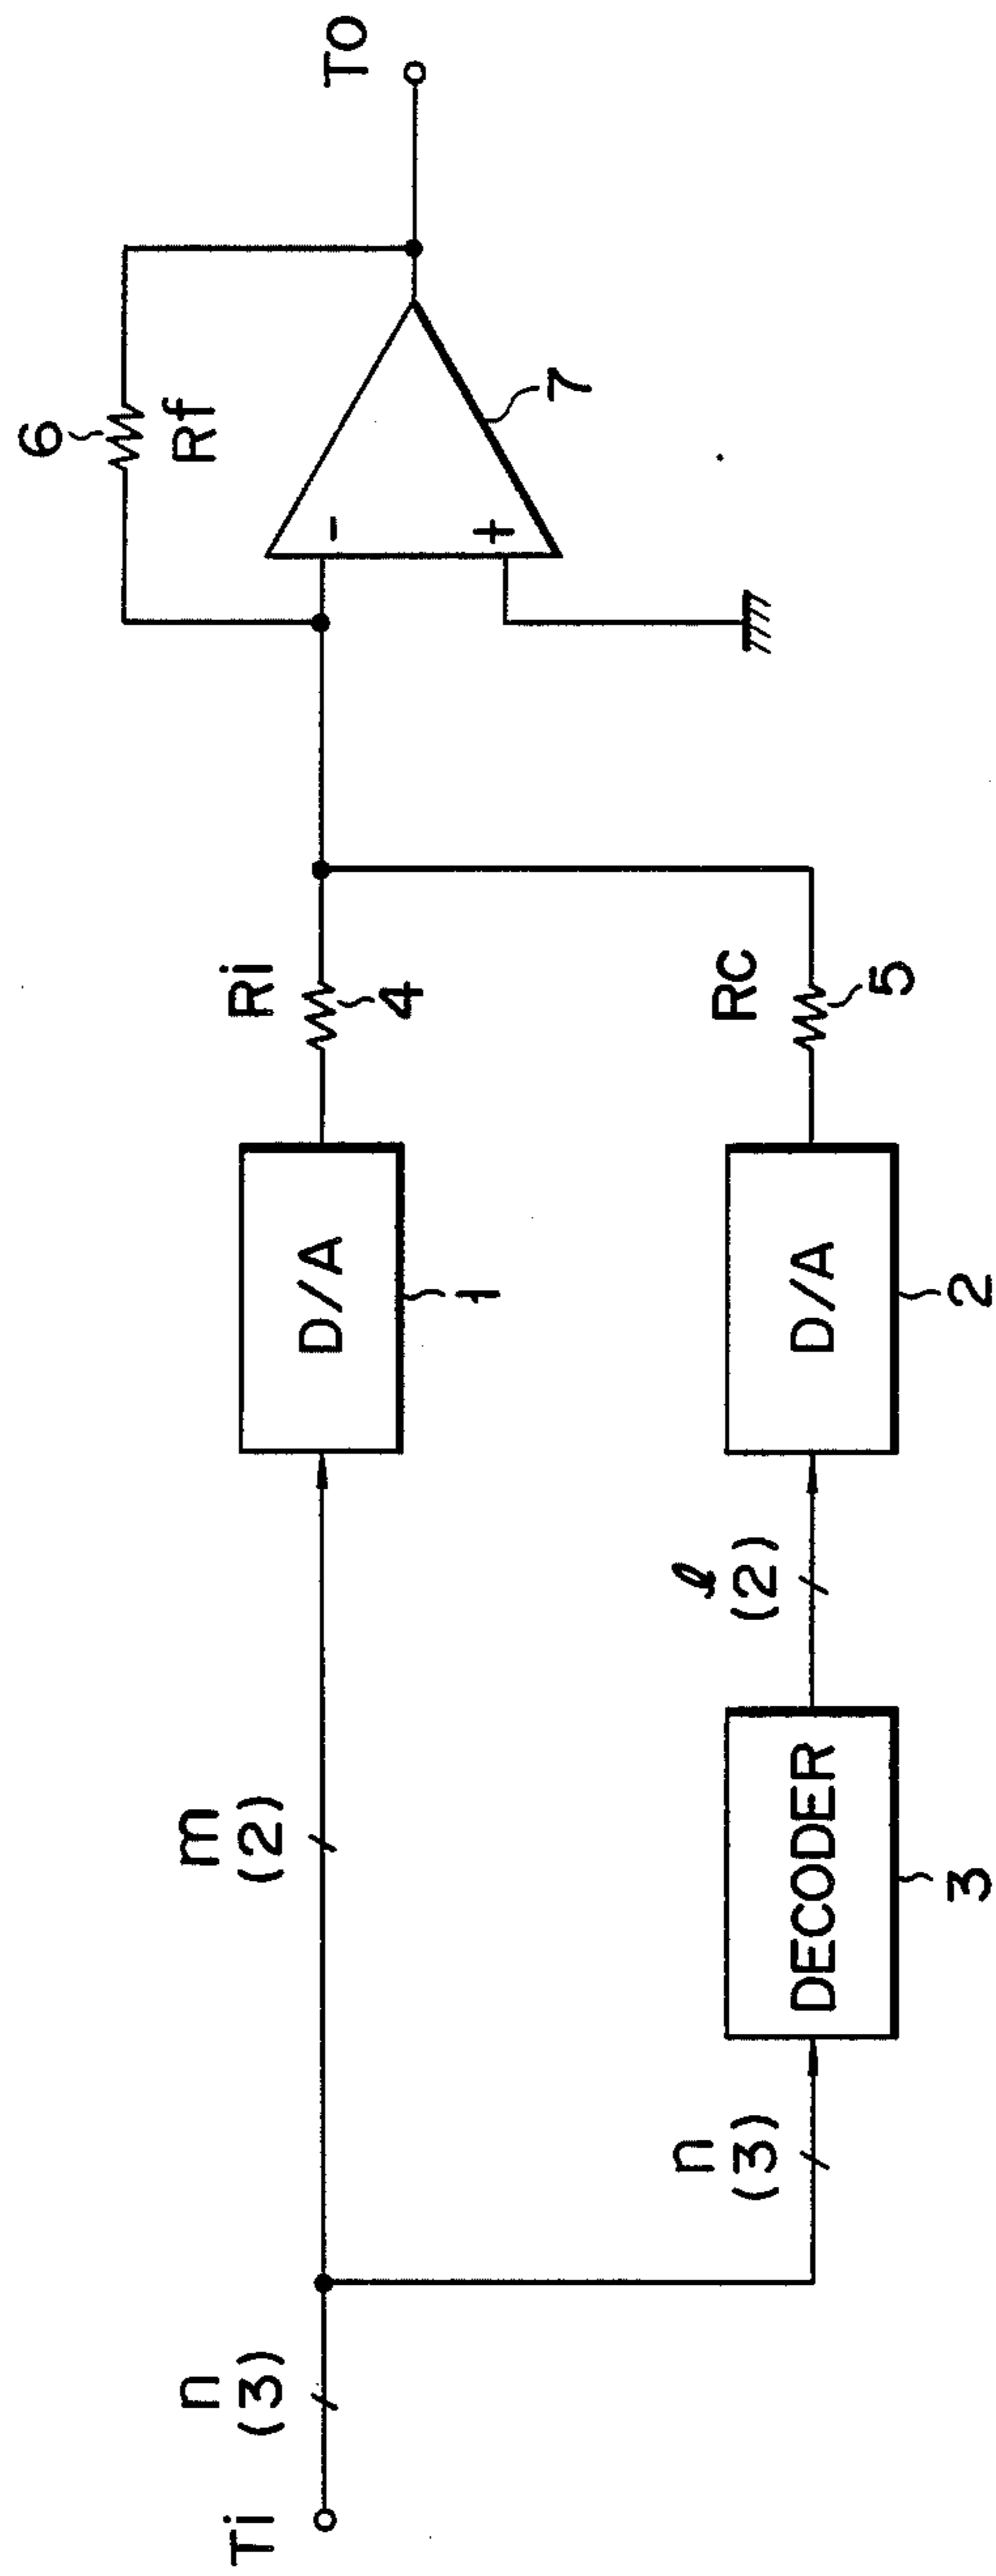 Ti
n
(3)
m
(2)
D/A
1
Ri
4
6
Rf
-
+
7
TO
n
(3)
DECODER
3
ℓ
(2)
D/A
2
RC
5